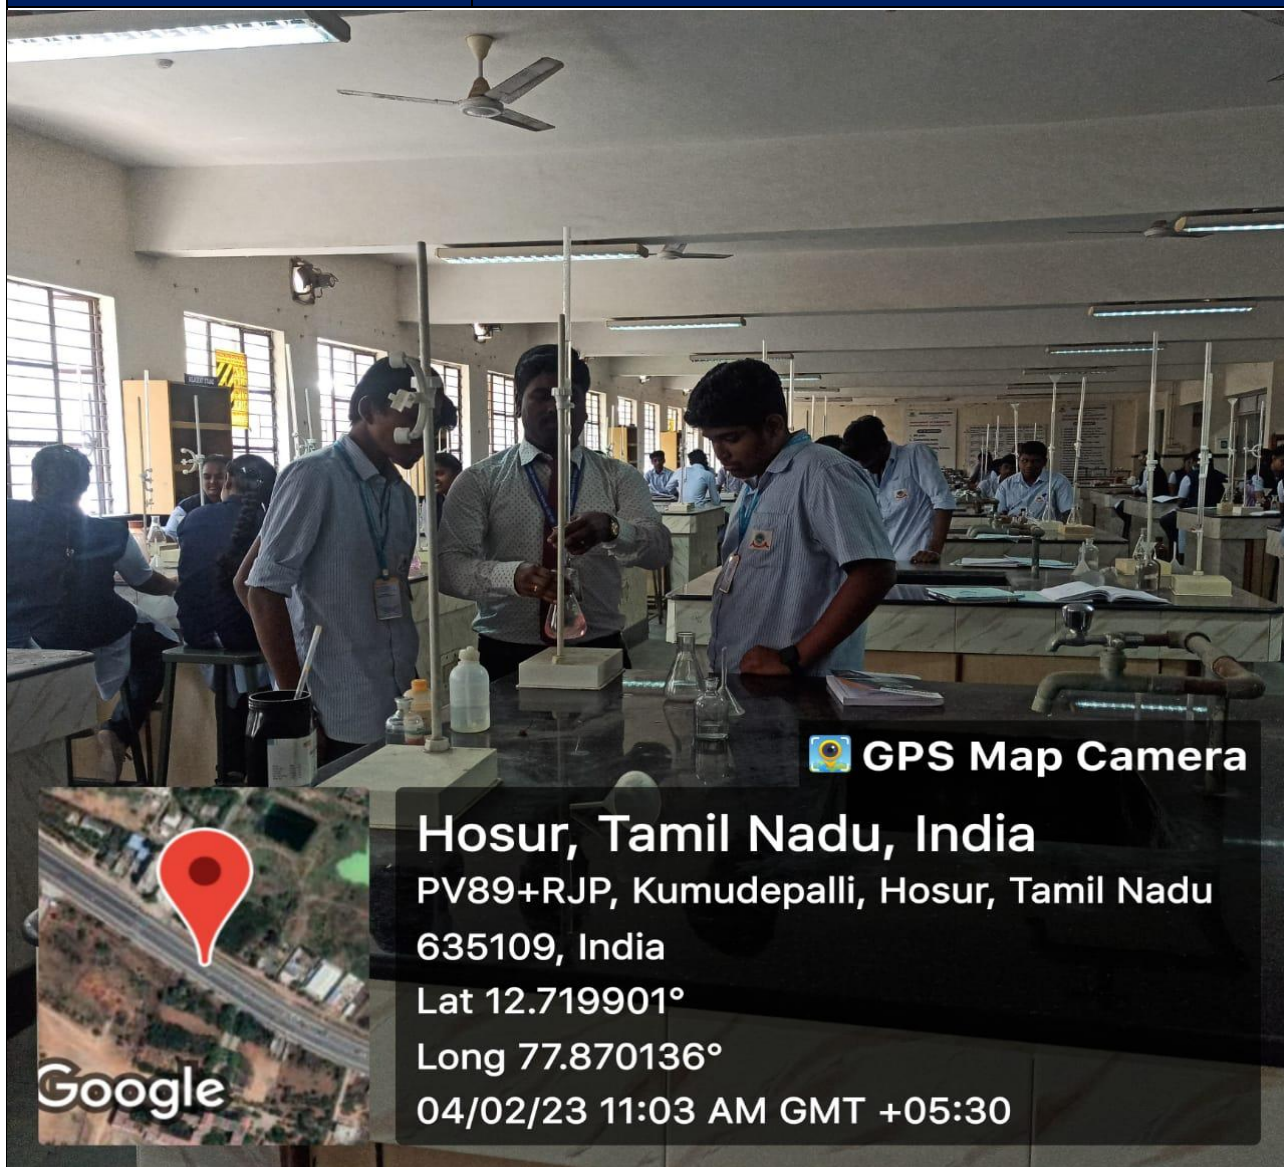 GPS Map Camera
Hosur, Tamil Nadu, India
PV89+RJP, Kumudepalli, Hosur, Tamil Nadu
635109, India
Lat 12.719901°
Long 77.870136°
04/02/23 11:03 AM GMT +05:30
Google